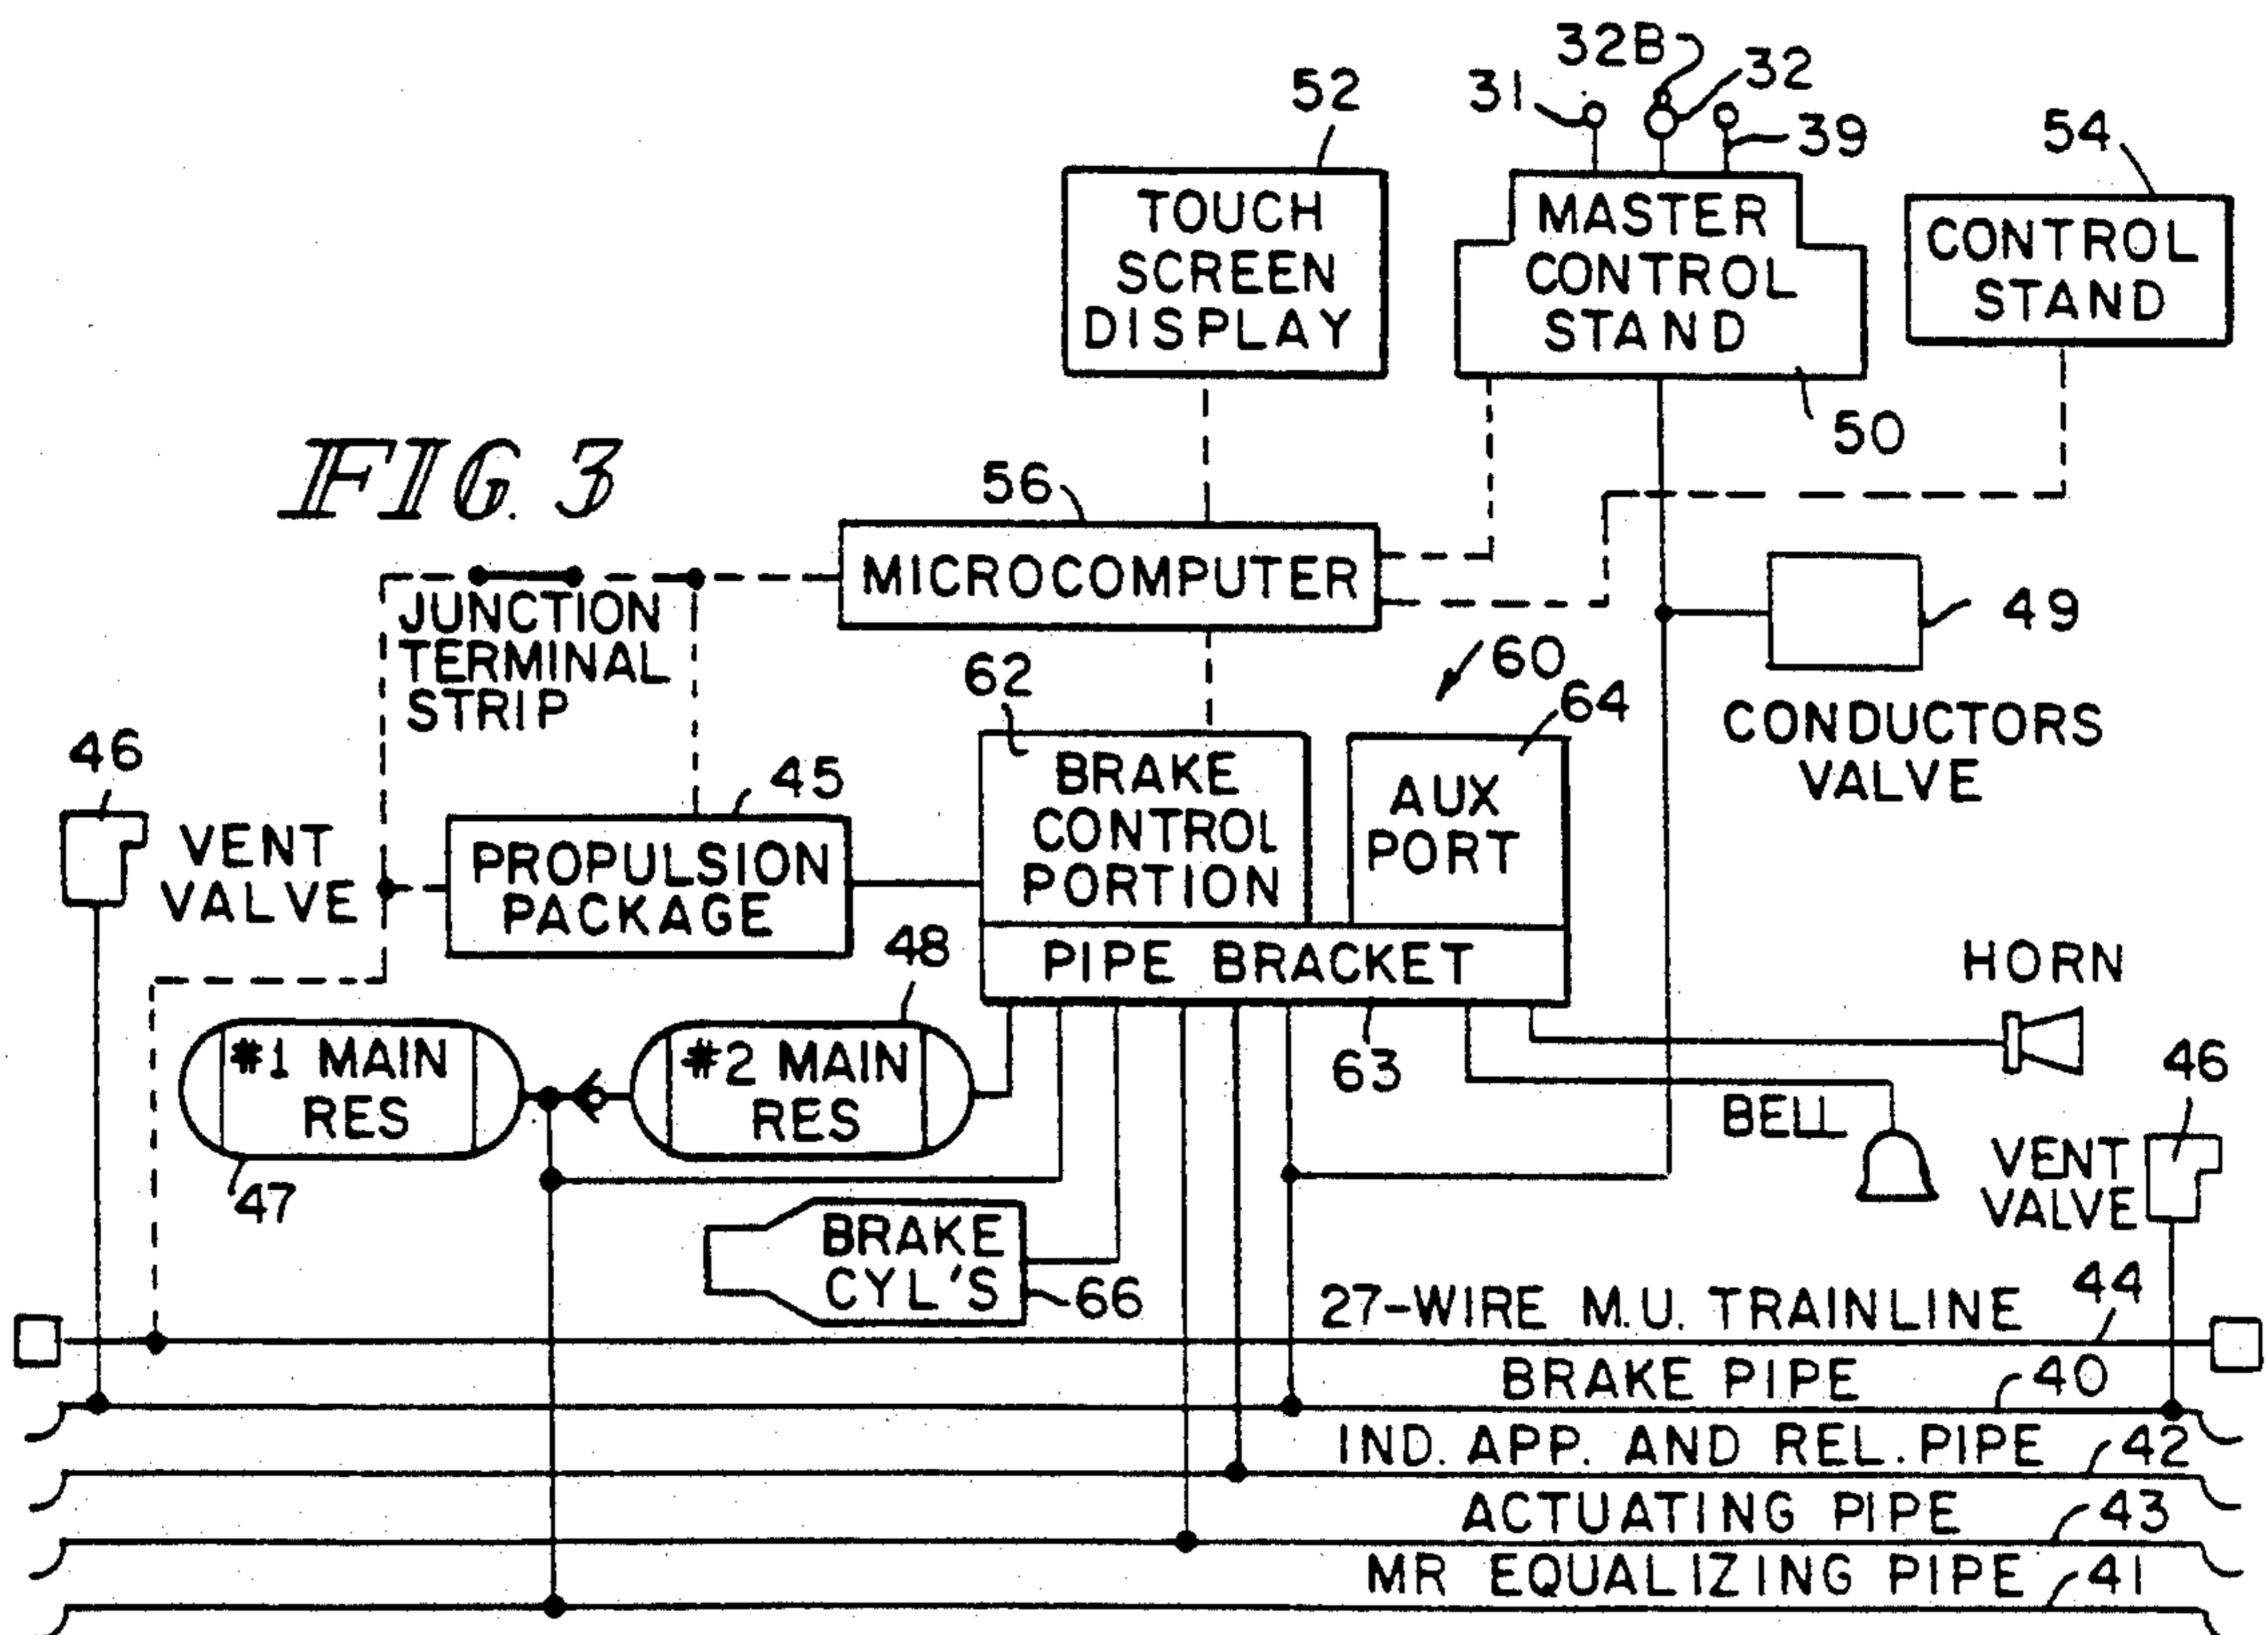 32B
52
31
32
39
54
TOUCH
SCREEN
DISPLAY
MASTER
CONTROL
STAND
CONTROL
STAND
50
FIG. 3
56
MICROCOMPUTER
JUNCTION
TERMINAL
STRIP
49
CONDUCTORS
VALVE
60
62
64
46
VENT
VALVE
45
PROPULSION
PACKAGE
BRAKE
CONTROL
PORTION
AUX
PORT
PIPE BRACKET
48
HORN
#1 MAIN
RES
#2 MAIN
RES
63
46
47
BELL
VENT
VALVE
BRAKE
CYL'S
66
27-WIRE M.U. TRAINLINE
44
BRAKE PIPE
40
IND. APP. AND REL. PIPE
42
ACTUATING PIPE
43
MR EQUALIZING PIPE
41